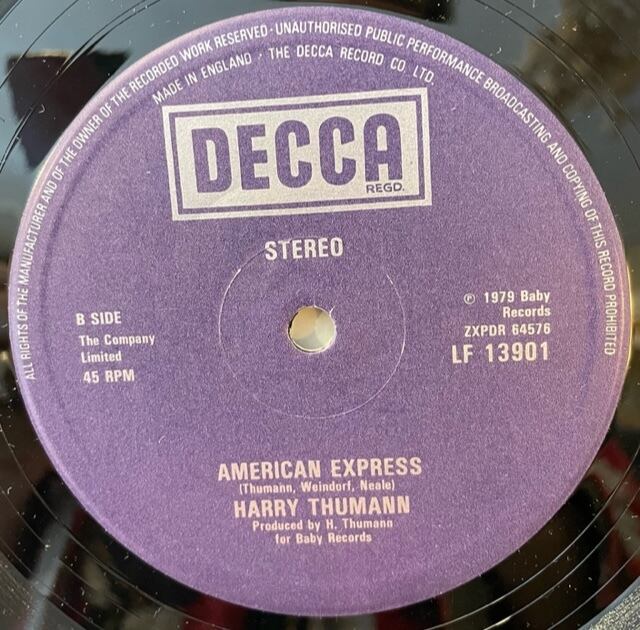 ALL RIGHTS OF THE MANUFACTURER AND OF THE OWNER OF THE RECORDED WORK RESERVED · UNAUTHORISED PUBLIC PERFORMANCE BROADCASTING AND COPYING OF THIS RECORD PROHIBITED
MADE IN ENGLAND · THE DECCA RECORD CO. LTD.
DECCA
REGD.
STEREO
B SIDE
The Company
Limited
45 RPM
℗ 1979 Baby
Records
ZXPDR 64576
LF 13901
AMERICAN EXPRESS
(Thumann, Weindorf, Neale)
HARRY THUMANN
Produced by H. Thumann
for Baby Records